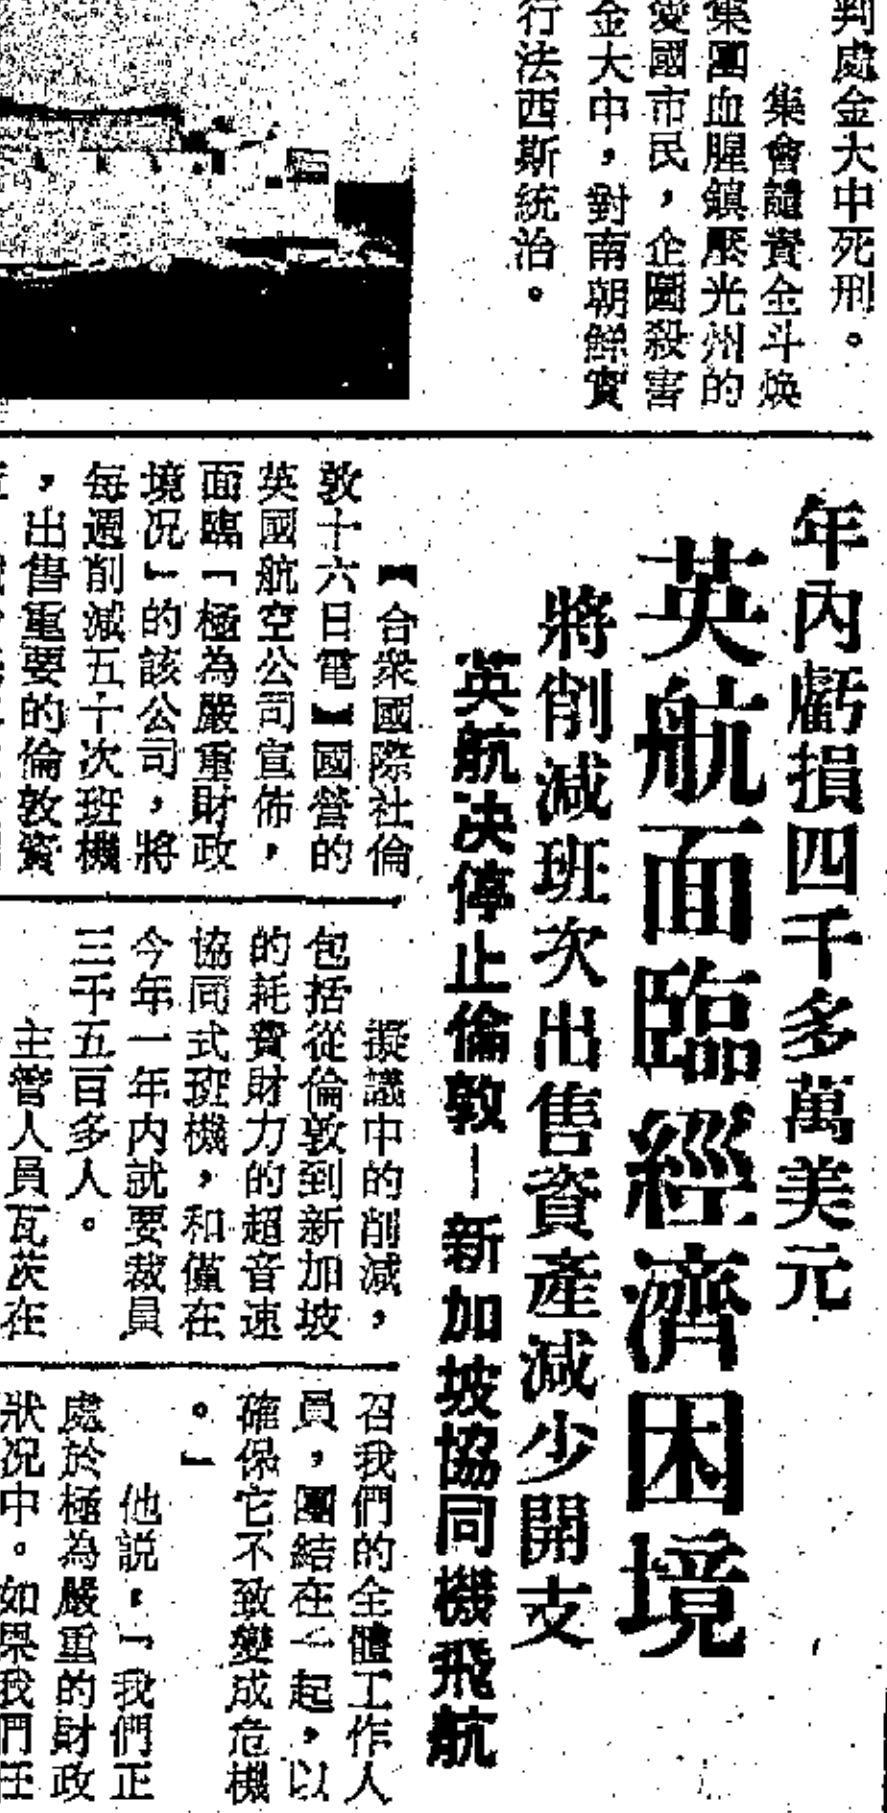 判處金大中死刑。
集會譴責金斗煥
集團血腥鎮壓光州的
愛國市民，企圖殺害
金大中，對南朝鮮實
行法西斯統治。
年內虧損四千多萬美元
英航面臨經濟困境
將削減班次出售資產減少開支
英航决停止倫敦—新加坡協同機飛航
【合衆國際社倫
敦十六日電】國營的
英國航空公司宣佈，
面臨「極為嚴重財政
境况」的該公司，將
每週削減五十次班機
，出售重要的倫敦資
擬議中的削減，
包括從倫敦到新加坡
的耗費財力的超音速
協同式班機，和僅在
今年一年内就要裁員
三千五百多人。
主管人員瓦茨在
召我們的全體工作人
員，團結在一起，以
確保它不致變成危機
。」
他説，「我們正
處於極為嚴重的財政
狀况中。如果我們任